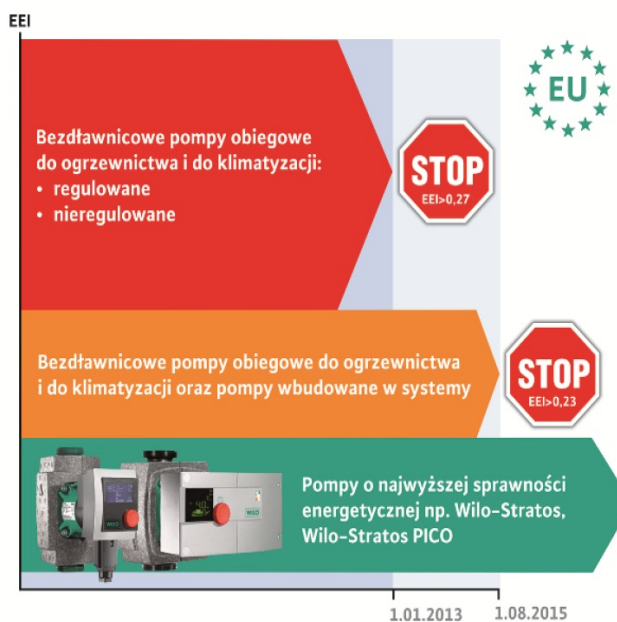 EEI
EU
Bezdławnicowe pompy obiegowe
do ogrzewnictwa i do klimatyzacji:
• regulowane
• nieregulowane
STOP
EEI>0,27
Bezdławnicowe pompy obiegowe do ogrzewnictwa
i do klimatyzacji oraz pompy wbudowane w systemy
STOP
EEI>0,23
Pompy o najwyższej sprawności
energetycznej np. Wilo-Stratos,
Wilo-Stratos PICO
WILO
WILO
1.01.2013
1.08.2015